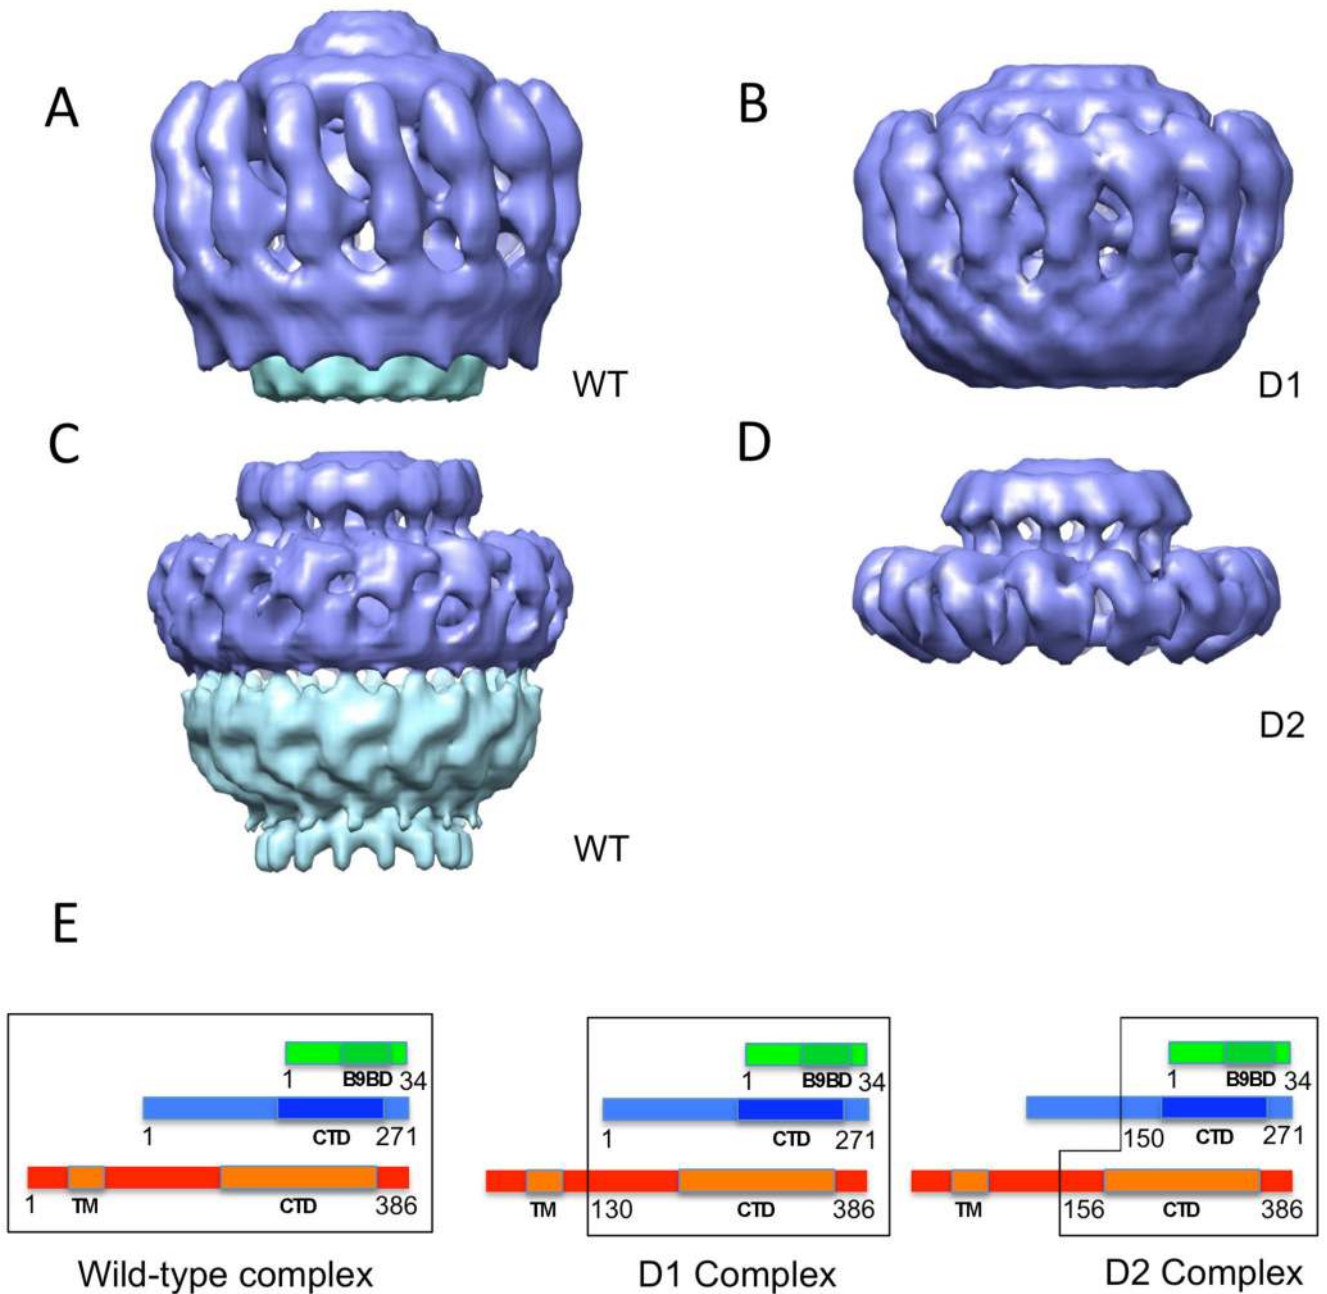 A
B
WT
D1
C
D
D2
WT
E
1 B9BD 34
1 CTD 271
1 TM CTD 386
Wild-type complex
1 B9BD 34
1 CTD 271
TM 130 CTD 386
D1 Complex
1 B9BD 34
150 CTD 271
TM 156 CTD 386
D2 Complex